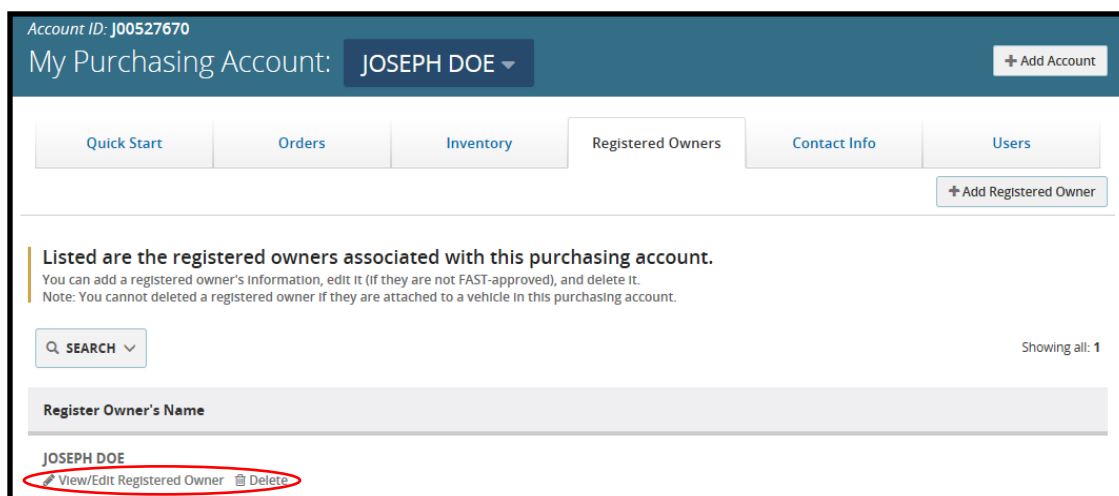 Account ID: J00527670
My Purchasing Account: JOSEPH DOE
+ Add Account
Quick Start Orders Inventory Registered Owners Contact Info Users
+ Add Registered Owner
Listed are the registered owners associated with this purchasing account.
You can add a registered owner's information, edit it (if they are not FAST-approved), and delete it.
Note: You cannot deleted a registered owner if they are attached to a vehicle in this purchasing account.
SEARCH
Showing all: 1
Register Owner's Name
JOSEPH DOE
View/Edit Registered Owner Delete